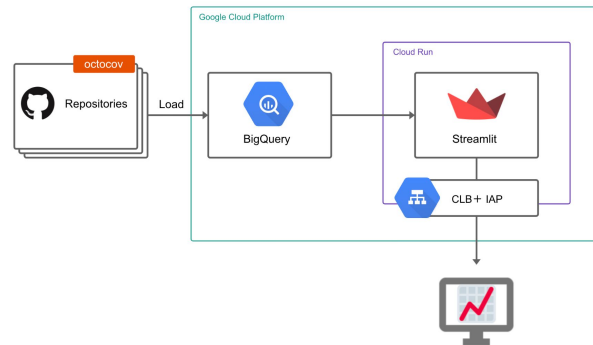 Google Cloud Platform
octocov
Cloud Run
Repositories
Load
BigQuery
Streamlit
CLB+ IAP